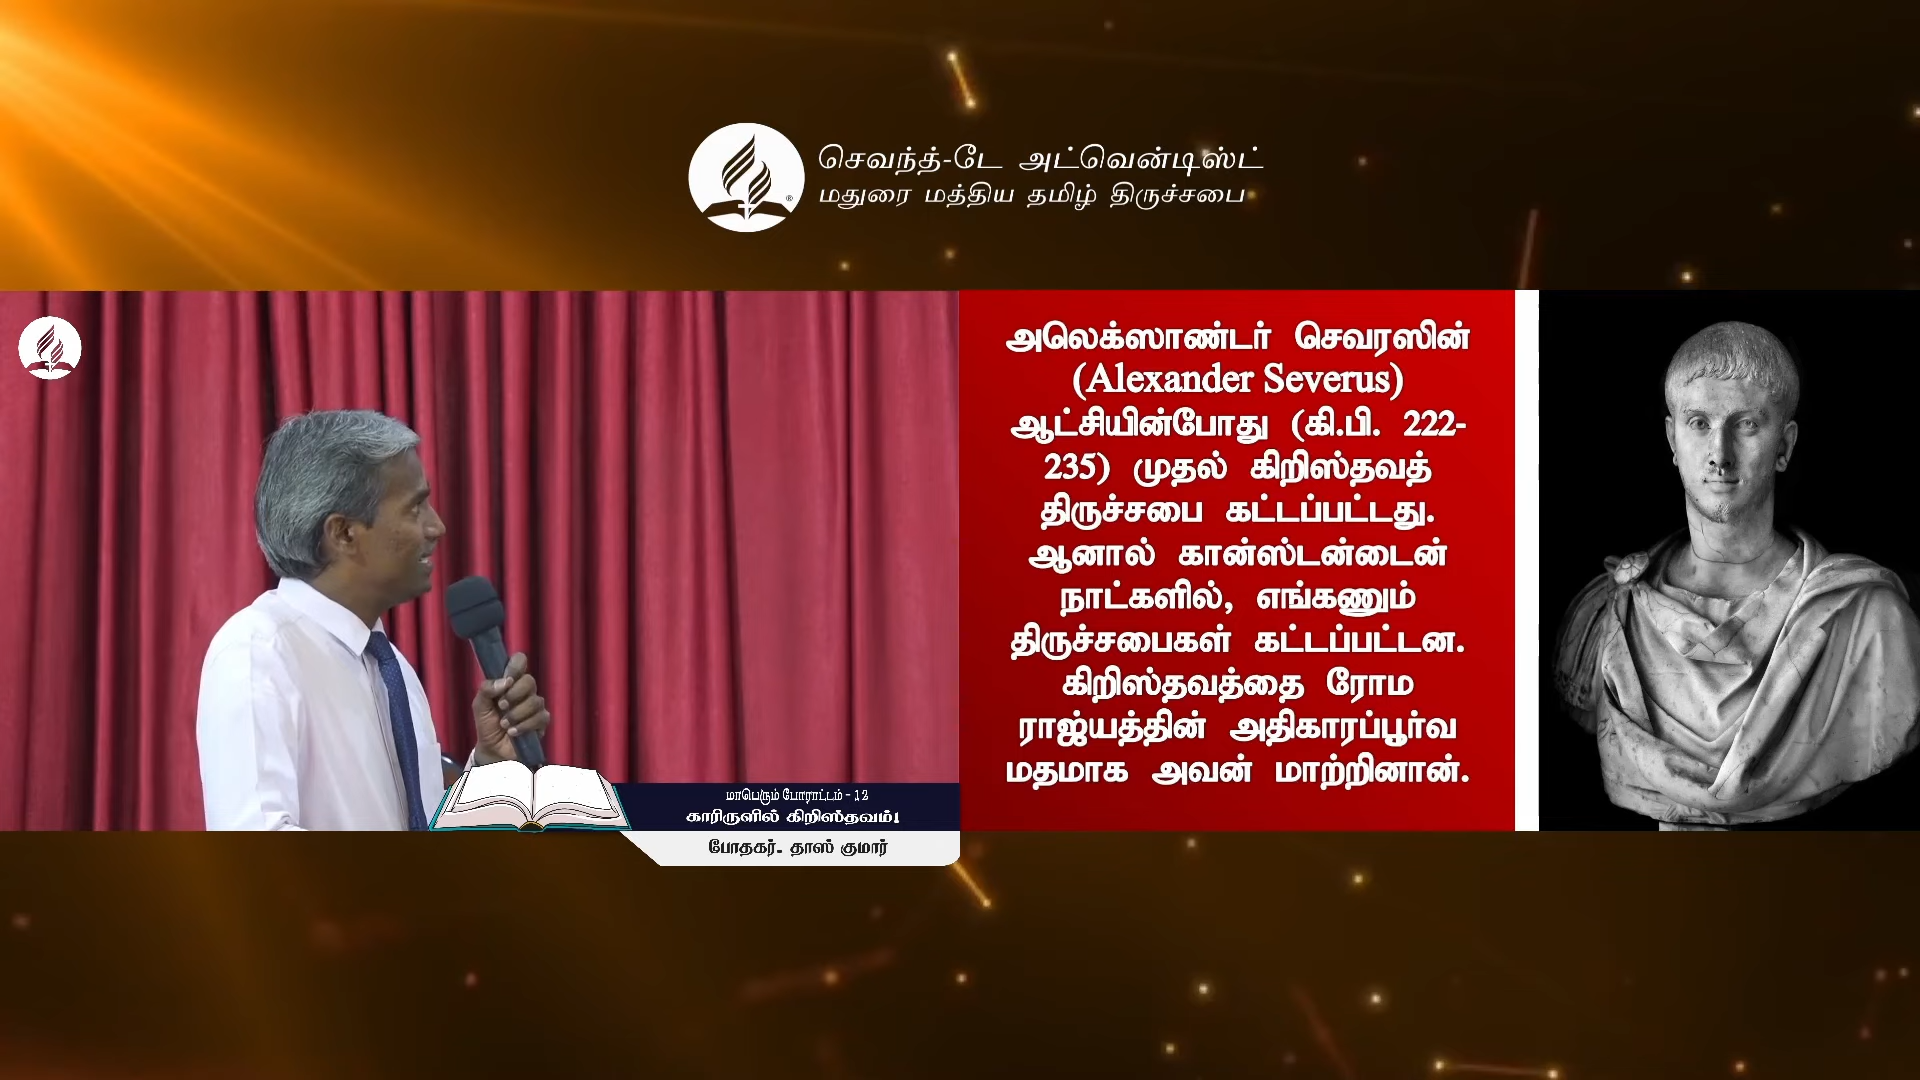 செவந்த்-டே அட்வென்டிஸ்ட்
மதுரை மத்திய தமிழ் திருச்சபை
அலெக்ஸாண்டர் செவரஸின்
(Alexander Severus)
ஆட்சியின்போது (கி.பி. 222-
235) முதல் கிறிஸ்தவத்
திருச்சபை கட்டப்பட்டது.
ஆனால் கான்ஸ்டன்டைன்
நாட்களில், எங்கணும்
திருச்சபைகள் கட்டப்பட்டன.
கிறிஸ்தவத்தை ரோம
ராஜ்யத்தின் அதிகாரப்பூர்வ
மதமாக அவன் மாற்றினான்.
மாபெரும் போராட்டம் - 12
காரிருளில் கிறிஸ்தவம்!
போதகர். தாஸ் குமார்